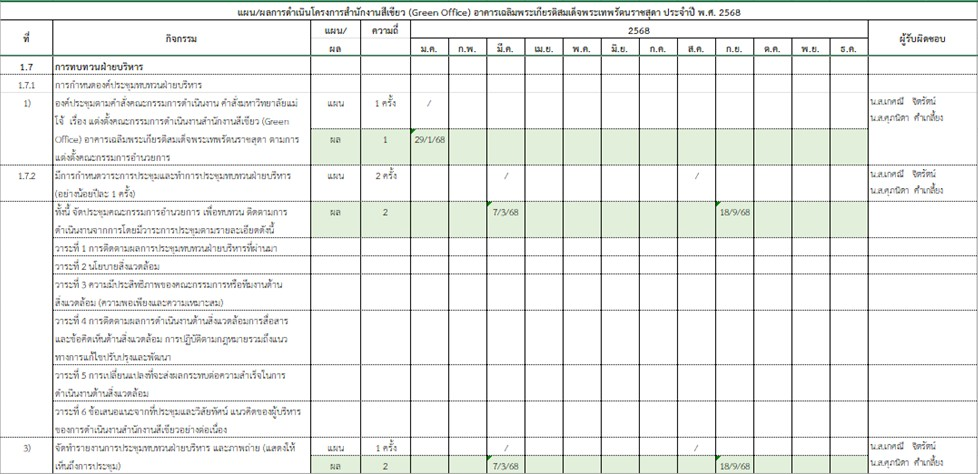 แผน/ผลการดำเนินโครงการสำนักงานสีเขียว (Green Office) อาคารเฉลิมพระเกียรติสมเด็จพระเทพรัตนราชสุดา ประจำปี พ.ศ. 2568
ที่ กิจกรรม แผน/ผล ความถี่ 2568 ผู้รับผิดชอบ
ม.ค. ก.พ. มี.ค. เม.ย. พ.ค. มิ.ย. ก.ค. ส.ค. ก.ย. ต.ค. พ.ย. ธ.ค.
1.7 การทบทวนฝ่ายบริหาร
1.7.1 การกำหนดองค์ประชุมทบทวนฝ่ายบริหาร
1) องค์ประชุมตามคำสั่งคณะกรรมการดำเนินงาน คำสั่งมหาวิทยาลัยแม่ แผน 1 ครั้ง / น.ส.เกศณี จิตรัตน์
โจ้ เรื่อง แต่งตั้งคณะกรรมการดำเนินงานสำนักงานสีเขียว (Green น.ส.ศุภนิดา คำเกลี้ยง
Office) อาคารเฉลิมพระเกียรติสมเด็จพระเทพรัตนราชสุดา ตามการ ผล 1 29/1/68
แต่งตั้งคณะกรรมการอำนวยการ
1.7.2 มีการกำหนดวาระการประชุมและทำการประชุมทบทวนฝ่ายบริหาร แผน 2 ครั้ง / / น.ส.เกศณี จิตรัตน์
(อย่างน้อยปีละ 1 ครั้ง) น.ส.ศุภนิดา คำเกลี้ยง
ทั้งนี้ จัดประชุมคณะกรรมการอำนวยการ เพื่อทบทวน ติดตามการ ผล 2 7/3/68 18/9/68
ดำเนินงานจากการโดยมีวาระการประชุมตามรายละเอียดดังนี้
วาระที่ 1 การติดตามผลการประชุมทบทวนฝ่ายบริหารที่ผ่านมา
วาระที่ 2 นโยบายสิ่งแวดล้อม
วาระที่ 3 ความมีประสิทธิภาพของคณะกรรมการหรือทีมงานด้าน
สิ่งแวดล้อม (ความพอเพียงและความเหมาะสม)
วาระที่ 4 การติดตามผลการดำเนินงานด้านสิ่งแวดล้อมการสื่อสาร
และข้อคิดเห็นด้านสิ่งแวดล้อม การปฏิบัติตามกฎหมายรวมถึงแนว
ทางการแก้ไขปรับปรุงและพัฒนา
วาระที่ 5 การเปลี่ยนแปลงที่จะส่งผลกระทบต่อความสำเร็จในการ
ดำเนินงานด้านสิ่งแวดล้อม
วาระที่ 6 ข้อเสนอแนะจากที่ประชุมและวิสัยทัศน์ แนวคิดของผู้บริหาร
ของการดำเนินงานสำนักงานสีเขียวอย่างต่อเนื่อง
3) จัดทำรายงานการประชุมทบทวนฝ่ายบริหาร และภาพถ่าย (แสดงให้ แผน 1 ครั้ง / / น.ส.เกศณี จิตรัตน์
เห็นถึงการประชุม) ผล 2 7/3/68 18/9/68 น.ส.ศุภนิดา คำเกลี้ยง